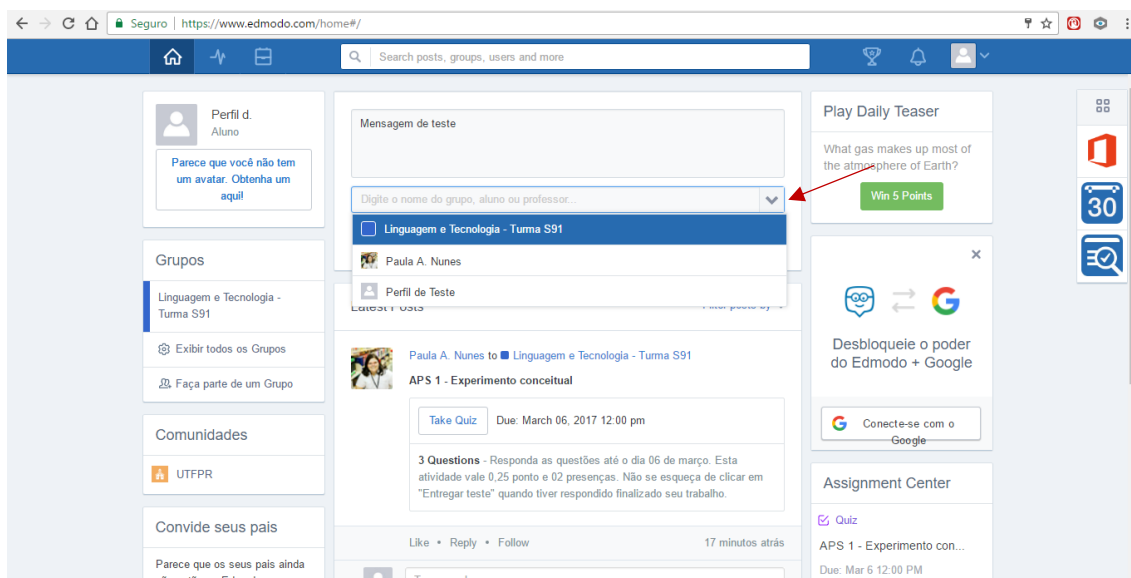 Seguro | https://www.edmodo.com/home#/
Search posts, groups, users and more
Perfil d.
Aluno
Parece que você não tem
um avatar. Obtenha um
aqui!
Grupos
Linguagem e Tecnologia -
Turma S91
Exibir todos os Grupos
Faça parte de um Grupo
Comunidades
UTFPR
Convide seus pais
Parece que os seus pais ainda
Mensagem de teste
Digite o nome do grupo, aluno ou professor...
Linguagem e Tecnologia - Turma S91
Paula A. Nunes
Perfil de Teste
Latest Posts
Filter posts by
Paula A. Nunes to Linguagem e Tecnologia - Turma S91
APS 1 - Experimento conceitual
Take Quiz Due: March 06, 2017 12:00 pm
3 Questions - Responda as questões até o dia 06 de março. Esta
atividade vale 0,25 ponto e 02 presenças. Não se esqueça de clicar em
"Entregar teste" quando tiver respondido finalizado seu trabalho.
Like • Reply • Follow 17 minutos atrás
Play Daily Teaser
What gas makes up most of
the atmosphere of Earth?
Win 5 Points
Desbloqueie o poder
do Edmodo + Google
Conecte-se com o
Google
Assignment Center
Quiz
APS 1 - Experimento con...
Due: Mar 6 12:00 PM
30